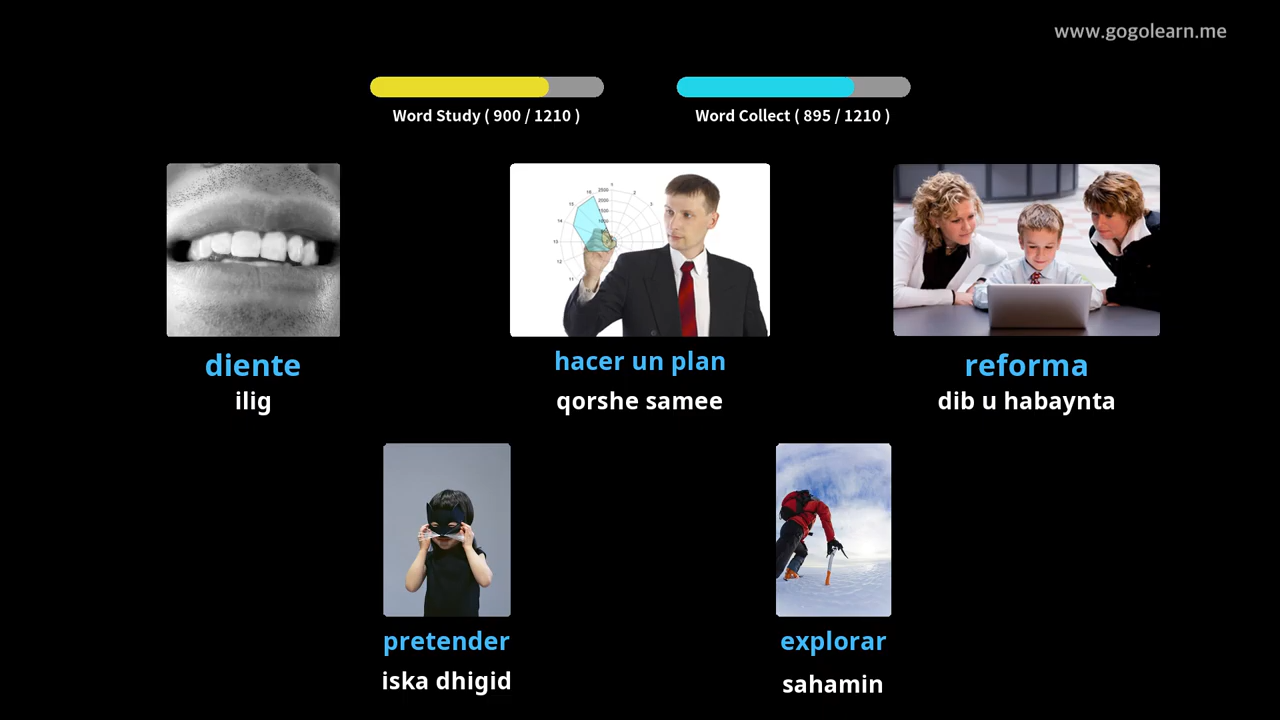 www.gogolearn.me
Word Study ( 900 / 1210 )
Word Collect ( 895 / 1210 )
diente
ilig
hacer un plan
qorshe samee
reforma
dib u habaynta
pretender
iska dhigid
explorar
sahamin